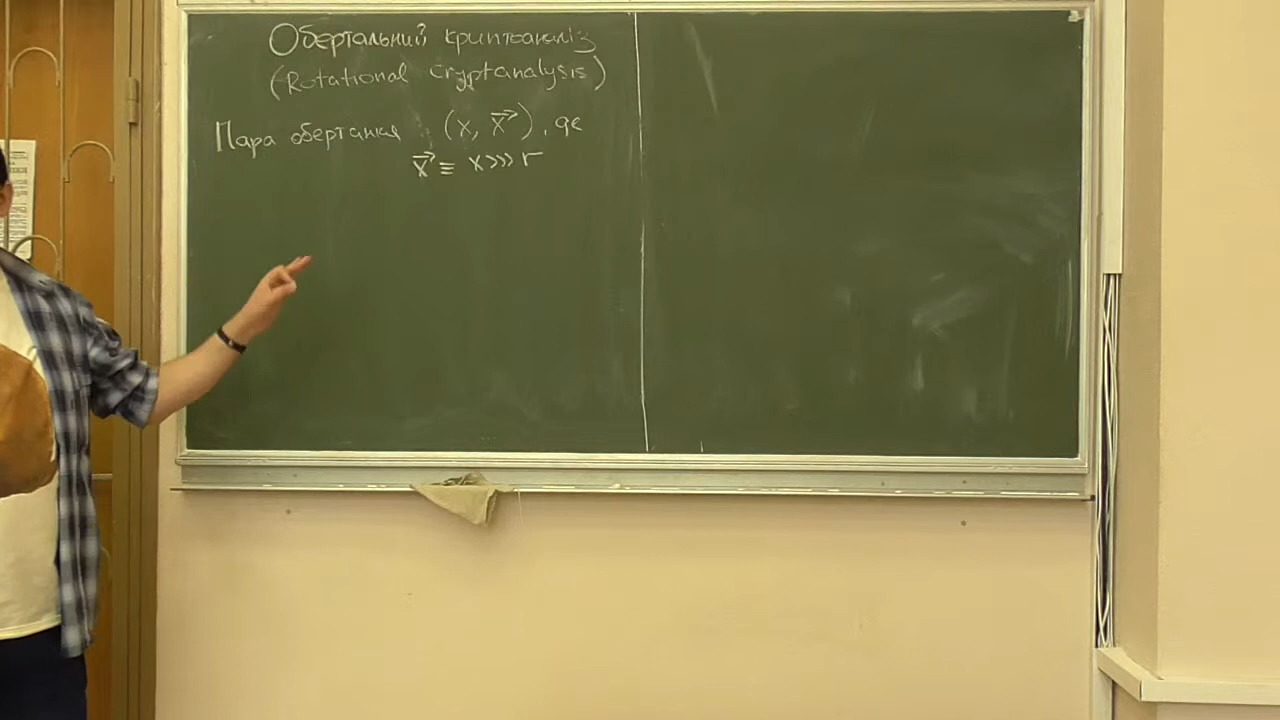 Обертальний криптоаналіз
(Rotational cryptanalysis)
Пара обертання : (x, x⃗), де
x⃗ ≡ x>>>r